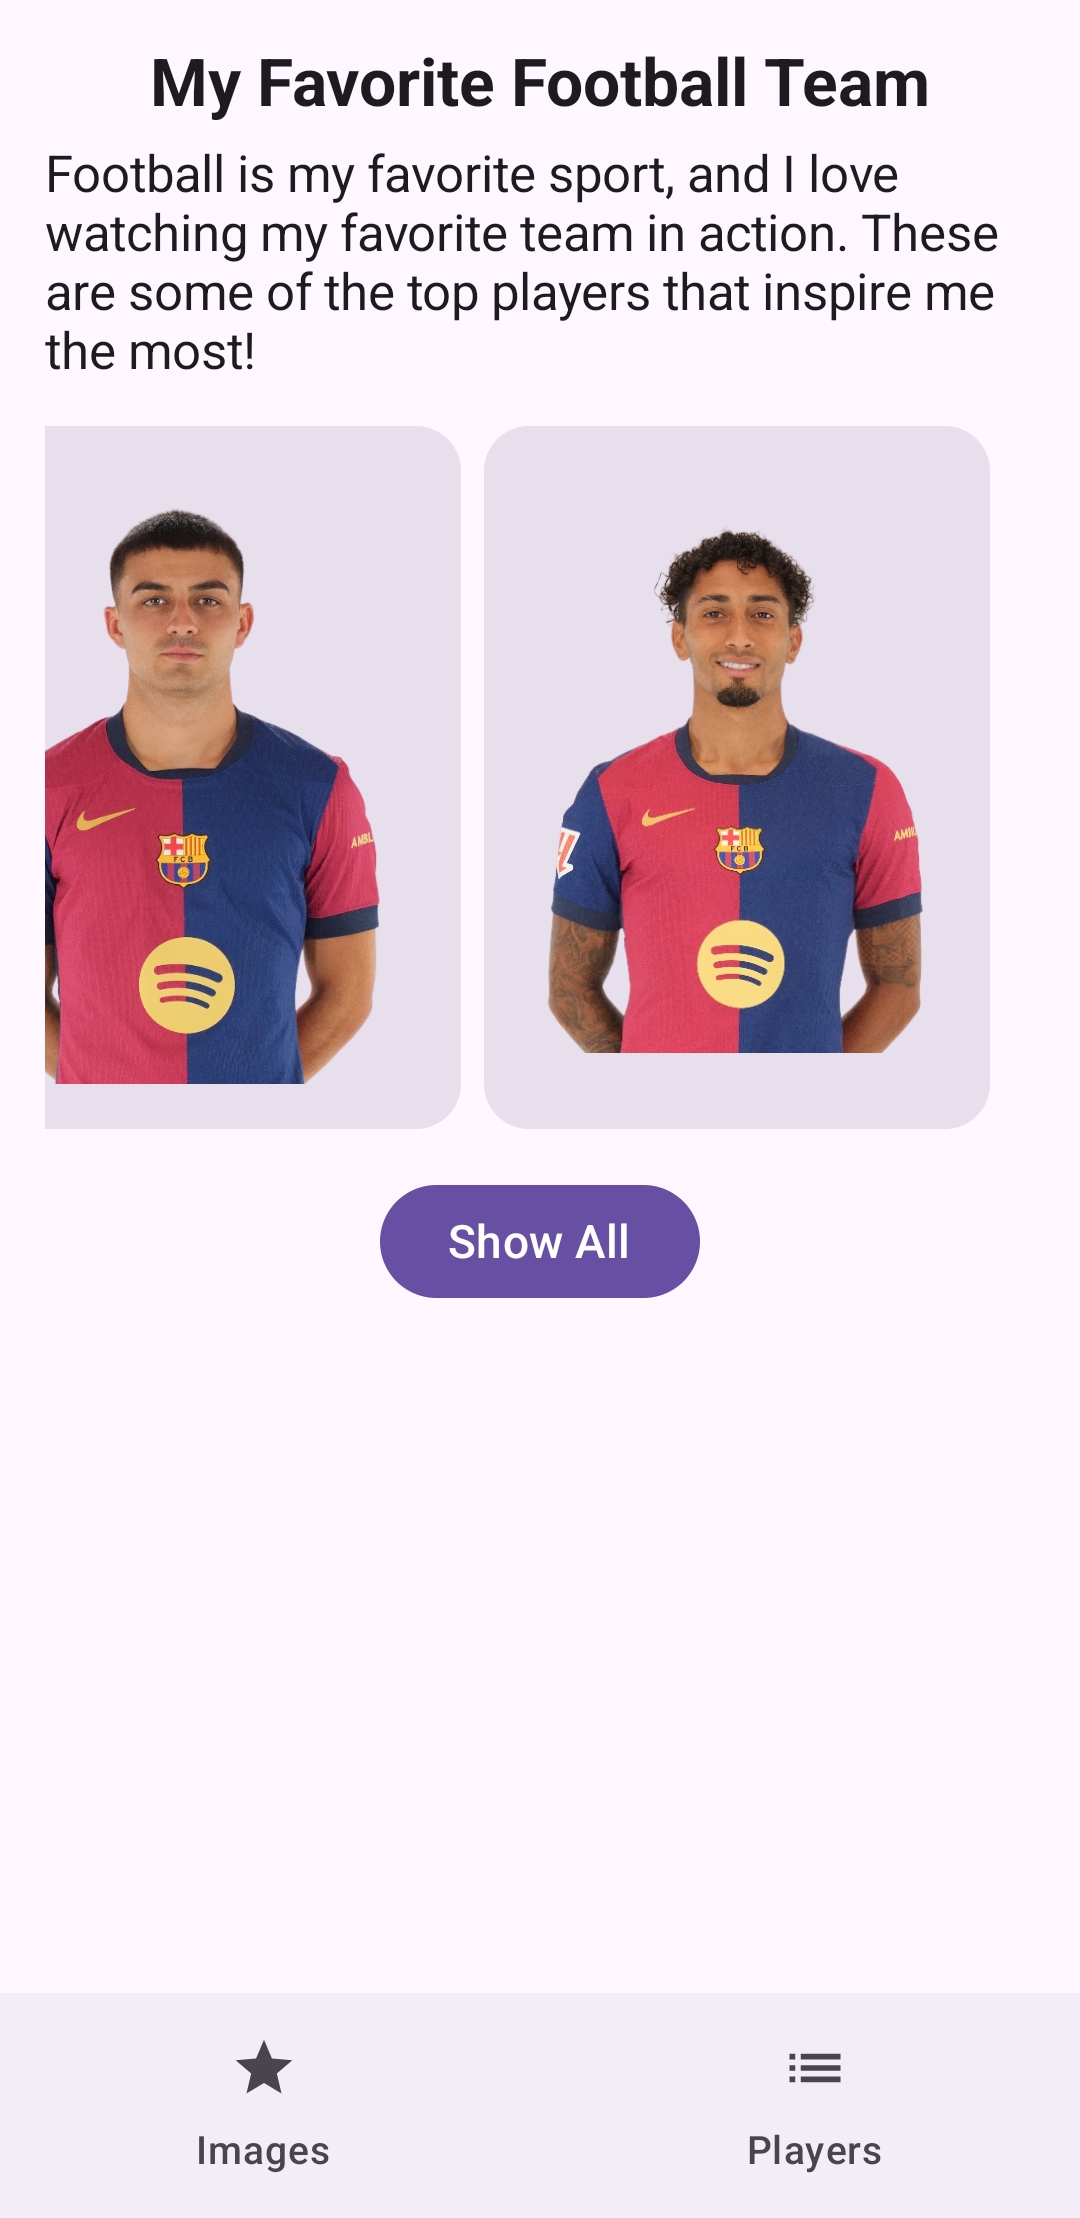 My Favorite Football Team
Football is my favorite sport, and I love
watching my favorite team in action. These
are some of the top players that inspire me
the most!
FCB
FCB
Show All
Images
Players